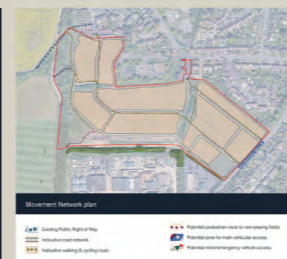 Movement Network plan
Existing Public Right of Way
Indicative road network
Indicative walking & cycling route
Potential pedestrian route to new playing fields
Potential zone for main vehicular access
Potential minor/emergency vehicle access